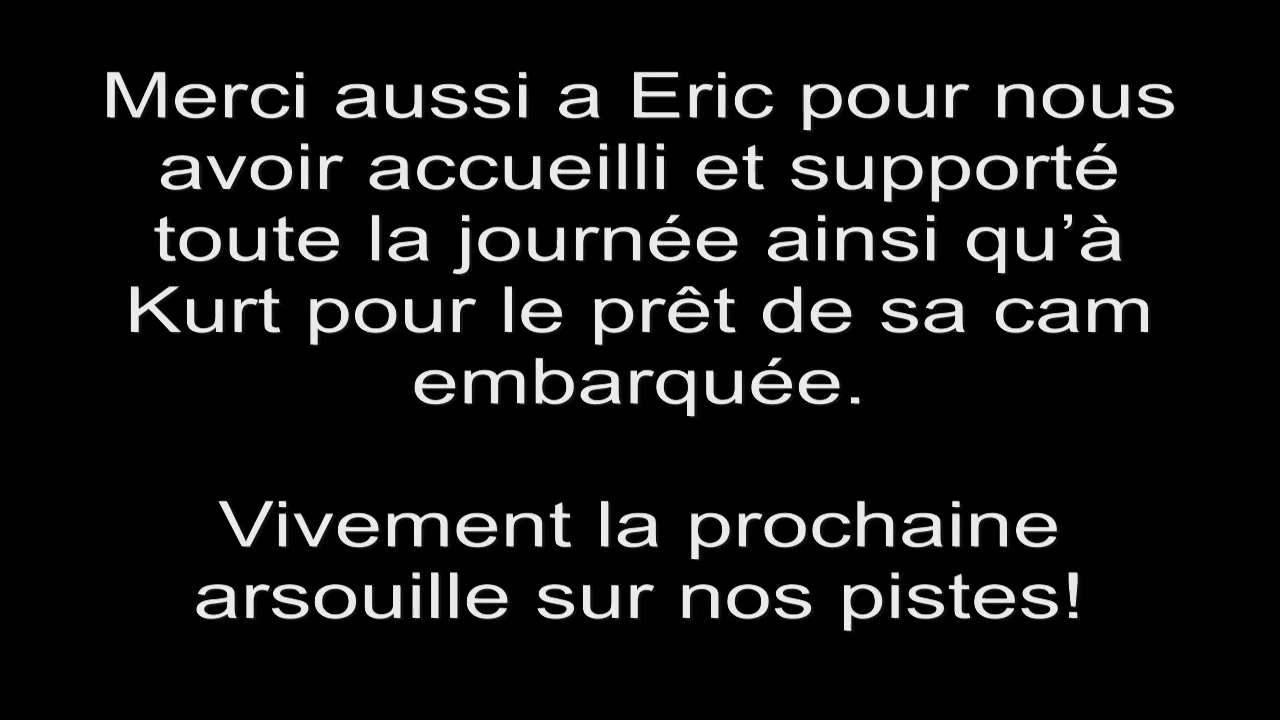 Merci aussi a Eric pour nous
avoir accueilli et supporté
toute la journée ainsi qu’à
Kurt pour le prêt de sa cam
embarquée.
Vivement la prochaine
arsouille sur nos pistes!